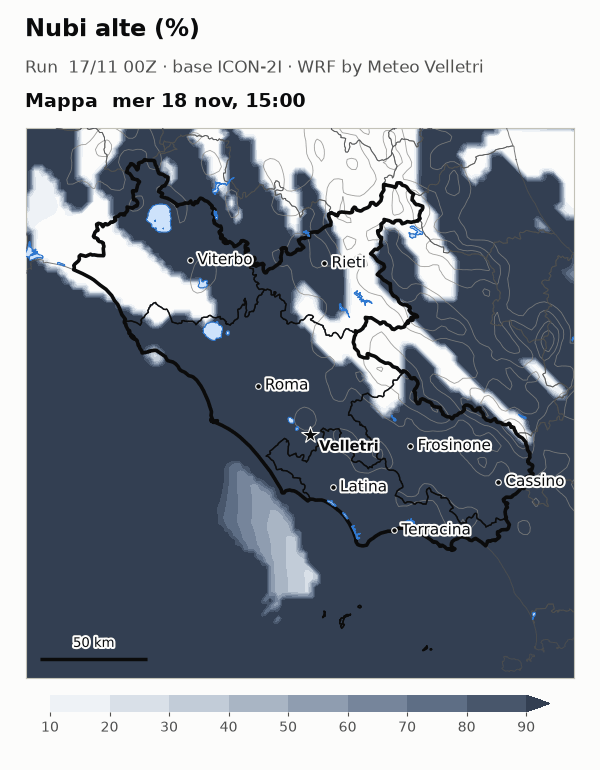 Nubi alte (%)
Run  17/11 00Z · base ICON-2I · WRF by Meteo Velletri
Mappa  mer 18 nov, 15:00
Viterbo
Rieti
Roma
Velletri
Frosinone
Cassino
Latina
Terracina
50 km
10 20 30 40 50 60 70 80 90